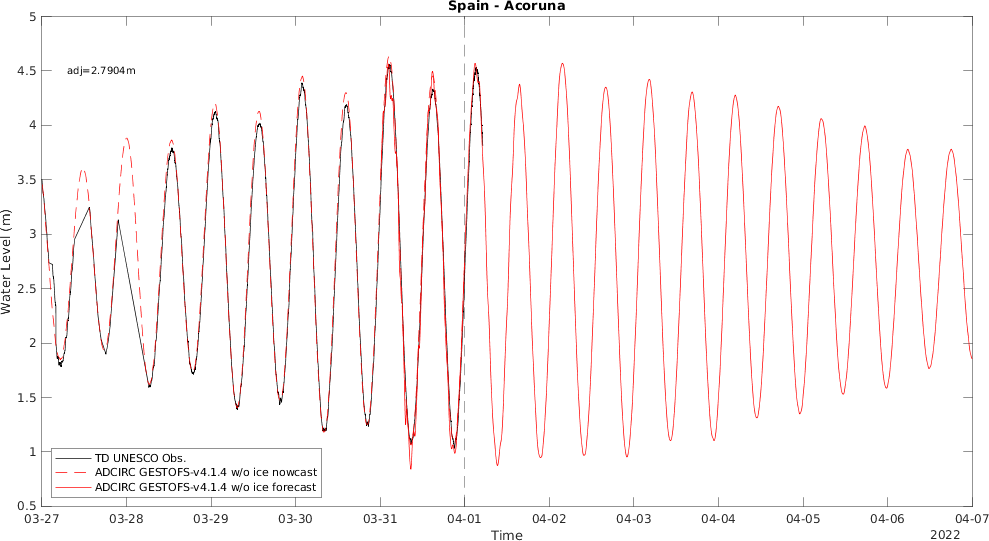 Spain - Acoruna
5
4.5
4
3.5
3
2.5
2
1.5
1
0.5
adj=2.7904m
Water Level (m)
TD UNESCO Obs.
ADCIRC GESTOFS-v4.1.4 w/o ice nowcast
ADCIRC GESTOFS-v4.1.4 w/o ice forecast
03-27 03-28 03-29 03-30 03-31 04-01 04-02 04-03 04-04 04-05 04-06 04-07
Time
2022